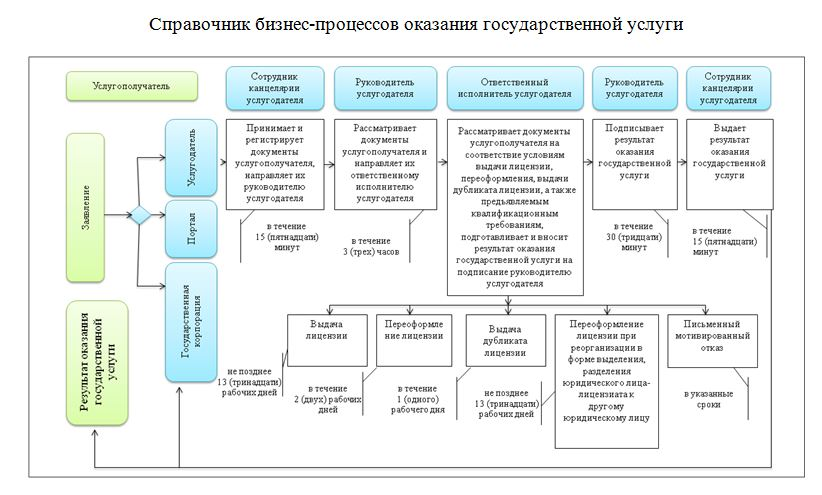 Справочник бизнес-процессов оказания государственной услуги
Услугополучатель
Сотрудник
канцелярии
услугодателя
Руководитель
услугодателя
Ответственный
исполнитель услугодателя
Руководитель
услугодателя
Сотрудник
канцелярии
услугодателя
Заявление
Услугодатель
Портал
Государственная
корпорация
Результат оказания
государственной
услуги
Принимает и
регистрирует
документы
услугополучателя,
направляет их
руководителю
услугодателя
в течение
15 (пятнадцати)
минут
Рассматривает
документы
услугополучателя и
направляет их
ответственному
исполнителю
услугодателя
в течение
3 (трех) часов
Рассматривает документы
услугополучателя на
соответствие условиям
выдачи лицензии,
переоформления, выдачи
дубликата лицензии, а также
предъявляемым
квалификационным
требованиям,
подготавливает и вносит
результат оказания
государственной услуги на
подписание руководителю
услугодателя
Подписывает
результат
оказания
государственной
услуги
в течение
30 (тридцати)
минут
Выдает
результат
оказания
государственной
услуги
в течение
15 (пятнадцати)
минут
Выдача
лицензии
не позднее
13 (тринадцати)
рабочих дней
Переоформле
ние лицензии
в течение
2 (двух) рабочих
дней
Выдача
дубликата
лицензии
в течение
1 (одного)
рабочего дня
Переоформление
лицензии при
реорганизации в
форме выделения,
разделения
юридического лица-
лицензиата к
другому
юридическому лицу
не позднее
13 (тринадцати)
рабочих дней
Письменный
мотивированный
отказ
в указанные
сроки